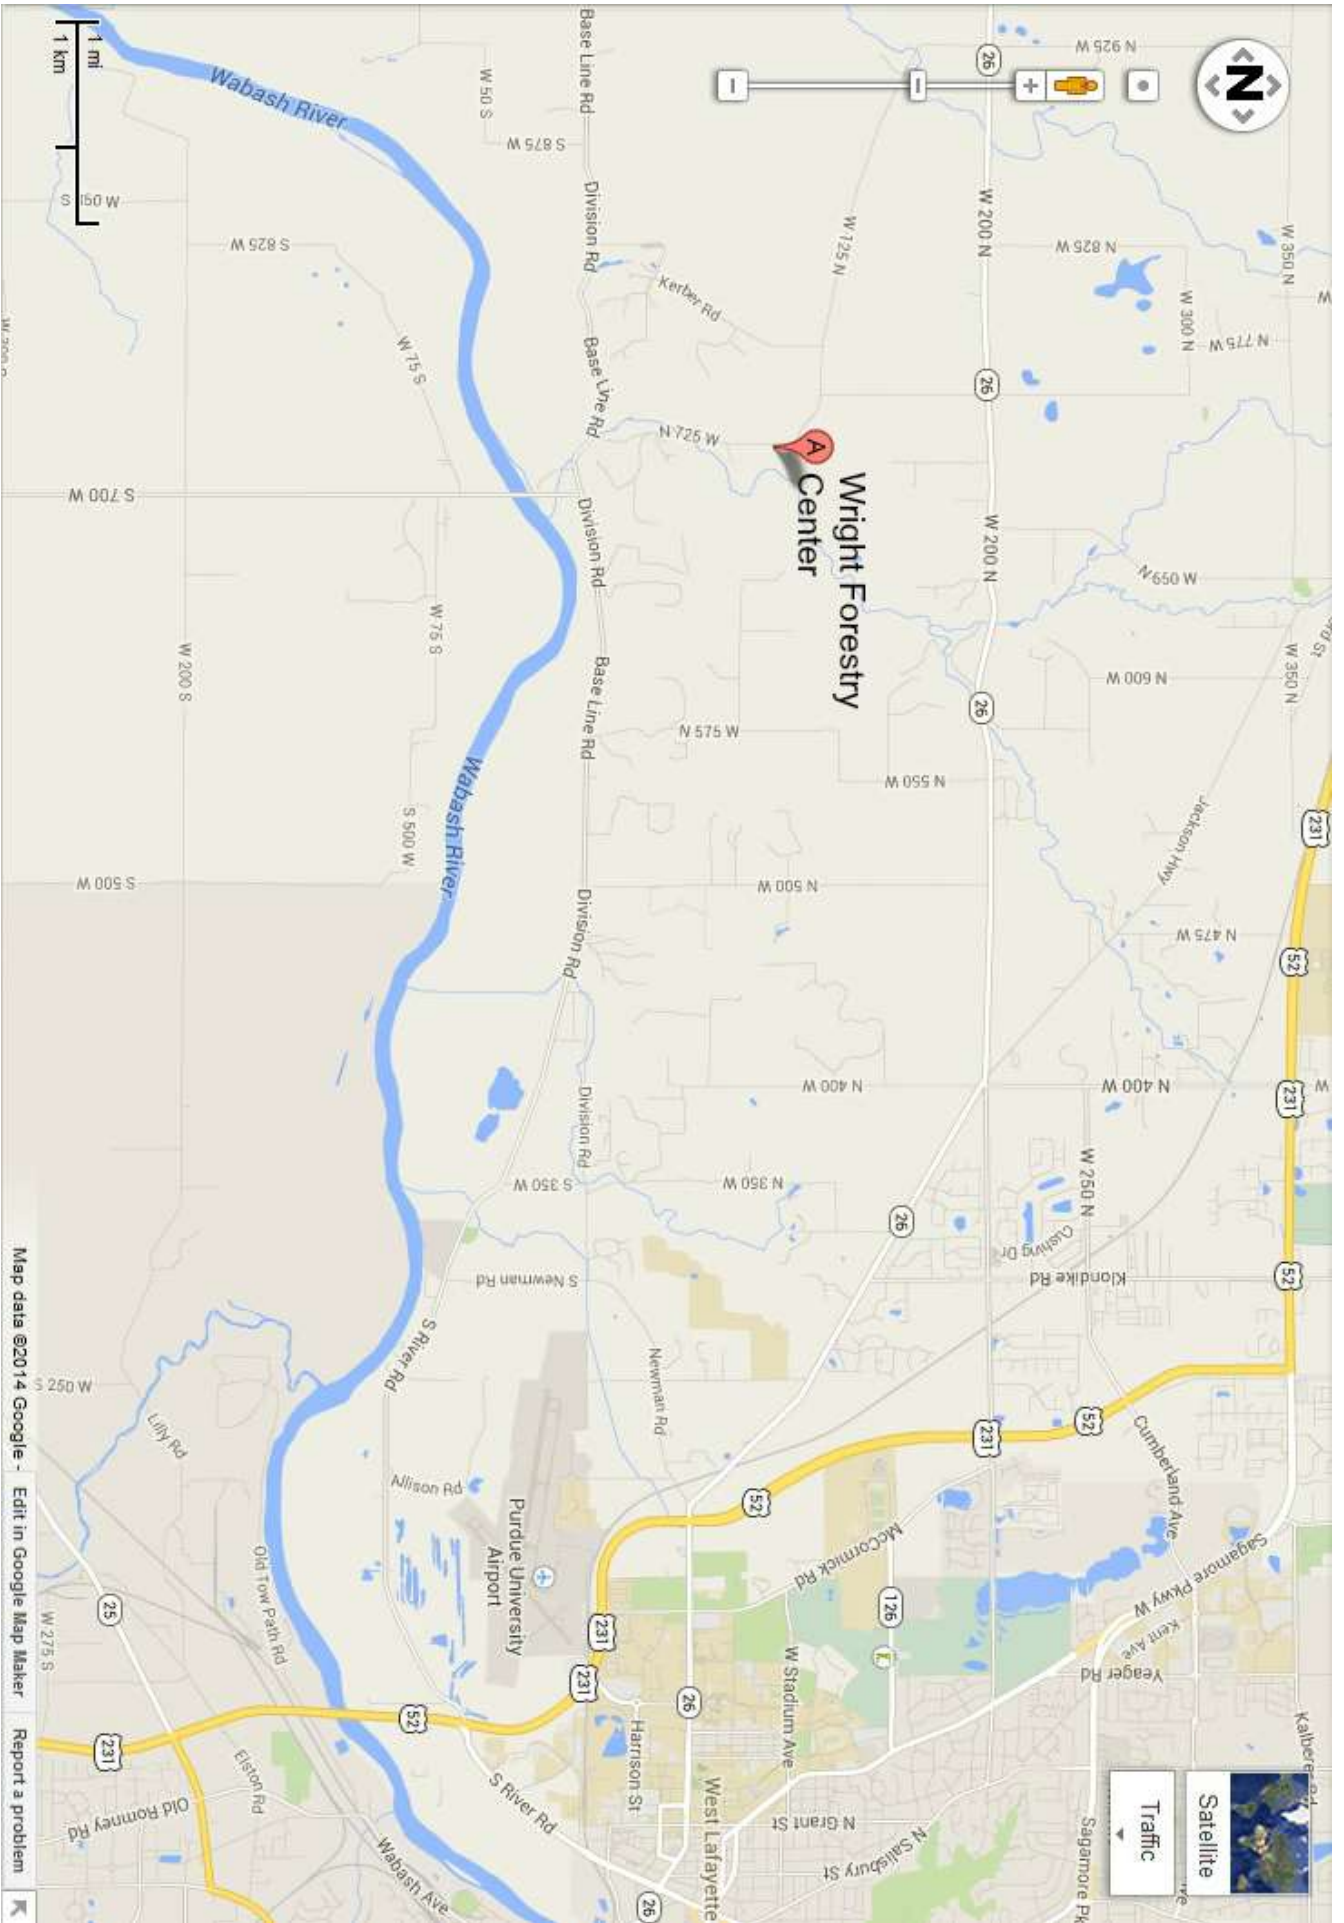 Kalberer Rd
231
W 350 N
W 350 N
52
231
52
N
Sagamore Pkwy W
N 775 W
Satellite
N 475 W
Jackson Hwy
W 300 N
Cumberland Ave
Kent Ave
N 650 W
N 600 W
N 400 W
Yeager Rd
Traffic
N 925 W
N 825 W
W 250 N
52
Klondike Rd
Sagamore Pk
Cushing Dr
26
W 200 N
26
W 200 N
26
231
N 550 W
26
N Salisbury St
126
McCormick Rd
W 125 N
Wright Forestry
A
Center
N 500 W
N 400 W
N Grant St
W Stadium Ave
52
N 350 W
N 575 W
West Lafayette
Kerber Rd
N 725 W
26
Newman Rd
26
Harrison St
231
Base Line Rd
Division Rd
Base Line Rd
Division Rd
Base Line Rd
Division Rd
Division Rd
231
S 875 W
S 350 W
S Newman Rd
Purdue University
Airport
W 50 S
S River Rd
Wabash River
W 75 S
W 75 S
S 500 W
S River Rd
Allison Rd
52
Wabash Ave
Wabash River
S 825 W
Old Tow Path Rd
Elston Rd
W 200 S
Lilly Rd
Old Romney Rd
S 700 W
S 500 W
25
231
1 mi
1 km
S 150 W
S 250 W
W 275 S
Map data ©2014 Google -
Edit in Google Map Maker
Report a problem